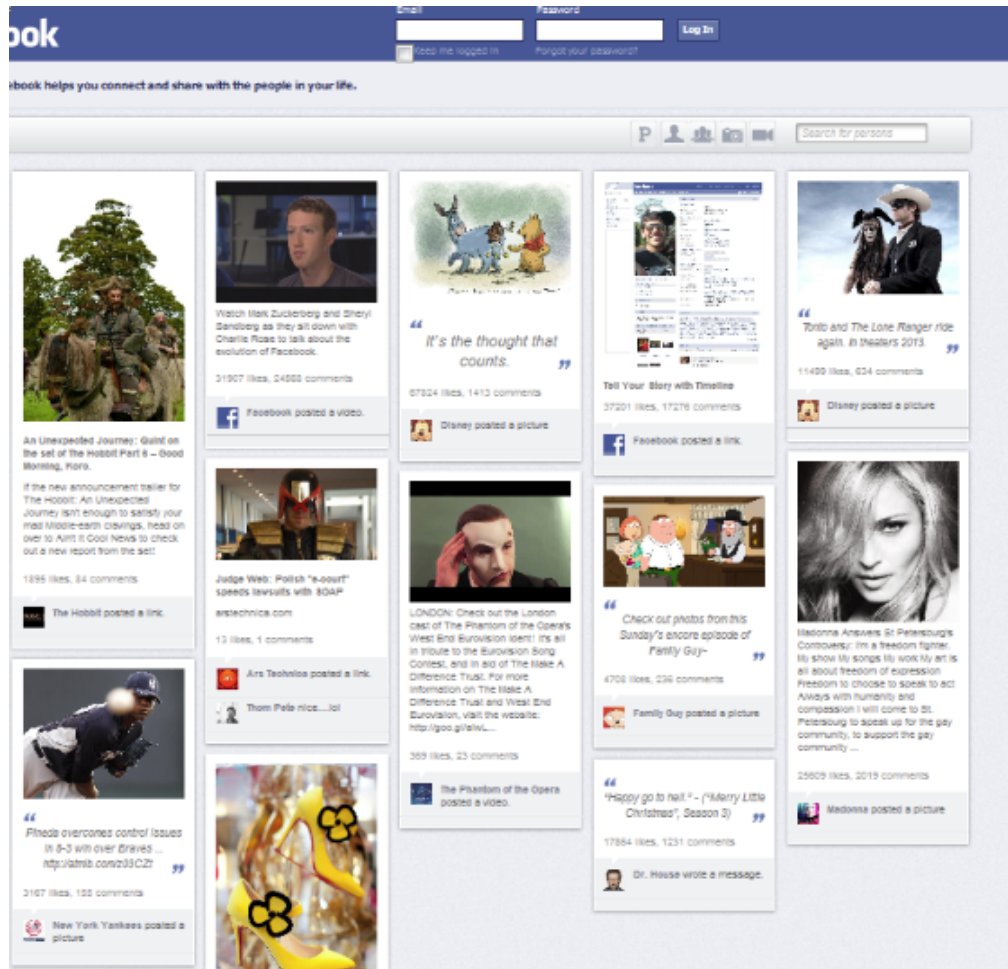 ook
Email
Password
Log In
Keep me logged in
Forgot your password?
ebook helps you connect and share with the people in your life.
P
Search for persons
An Unexpected Journey: Quint on
the set of The Hobbit Part 6 – Good
Morning, Koro.
If the new announcement trailer for
The Hobbit: An Unexpected
Journey isn't enough to satisfy your
mad Middle-earth cravings, head on
over to Ain't It Cool News to check
out a new report from the set!
1895 likes, 84 comments
The Hobbit posted a link.
Pineda overcomes control issues
in 8-3 win over Braves ...
3167 likes, 155 comments
New York Yankees posted a
picture
Watch Mark Zuckerberg and Sheryl
Sandberg as they sit down with
Charlie Rose to talk about the
evolution of Facebook.
31907 likes, 24568 comments
Facebook posted a video.
Judge Web: Polish "e-court"
speeds lawsuits with SOAP
arstechnica.com
13 likes, 1 comments
Ars Technica posted a link.
Thom Pete nice....lol
“
It's the thought that
counts.
”
67824 likes, 1413 comments
Disney posted a picture
LONDON: Check out the London
cast of The Phantom of the Opera's
West End Eurovision Ident! It's all
in tribute to the Eurovision Song
Contest, and in aid of The Make A
Difference Trust. For more
information on The Make A
Difference Trust and West End
Eurovision, visit the website:
369 likes, 23 comments
The Phantom of the Opera
posted a video.
Tell Your Story with Timeline
37201 likes, 17276 comments
Facebook posted a link.
“
Check out photos from this
Sunday"s encore episode of
Family Guy-
”
4708 likes, 236 comments
Family Guy posted a picture
“
"Happy go to hell." - ("Merry Little
Christmas", Season 3)
”
17864 likes, 1231 comments
Dr. House wrote a message.
“
Tonto and The Lone Ranger ride
again. In theaters 2013.
”
11499 likes, 634 comments
Disney posted a picture
Madonna Answers St Petersburg's
Controversy: I'm a freedom fighter.
My show My songs My work My art is
all about freedom of expression
Freedom to choose to speak to act
Always with humanity and
compassion I will come to St.
Petersburg to speak up for the gay
community, to support the gay
community ...
25609 likes, 2019 comments
Madonna posted a picture